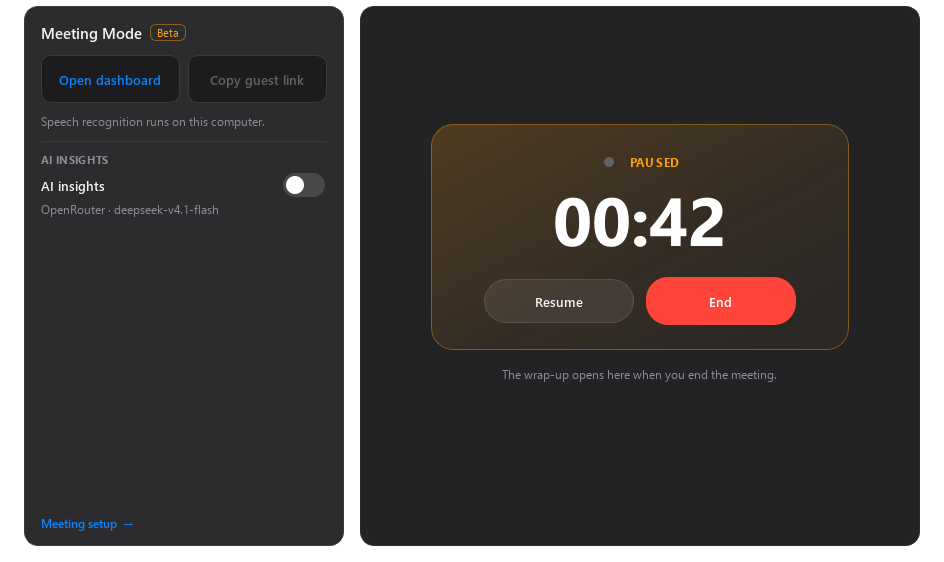 Meeting Mode Beta
Open dashboard
Copy guest link
Speech recognition runs on this computer.
AI INSIGHTS
AI insights
OpenRouter · deepseek-v4.1-flash
Meeting setup →
PAUSED
00:42
Resume
End
The wrap-up opens here when you end the meeting.